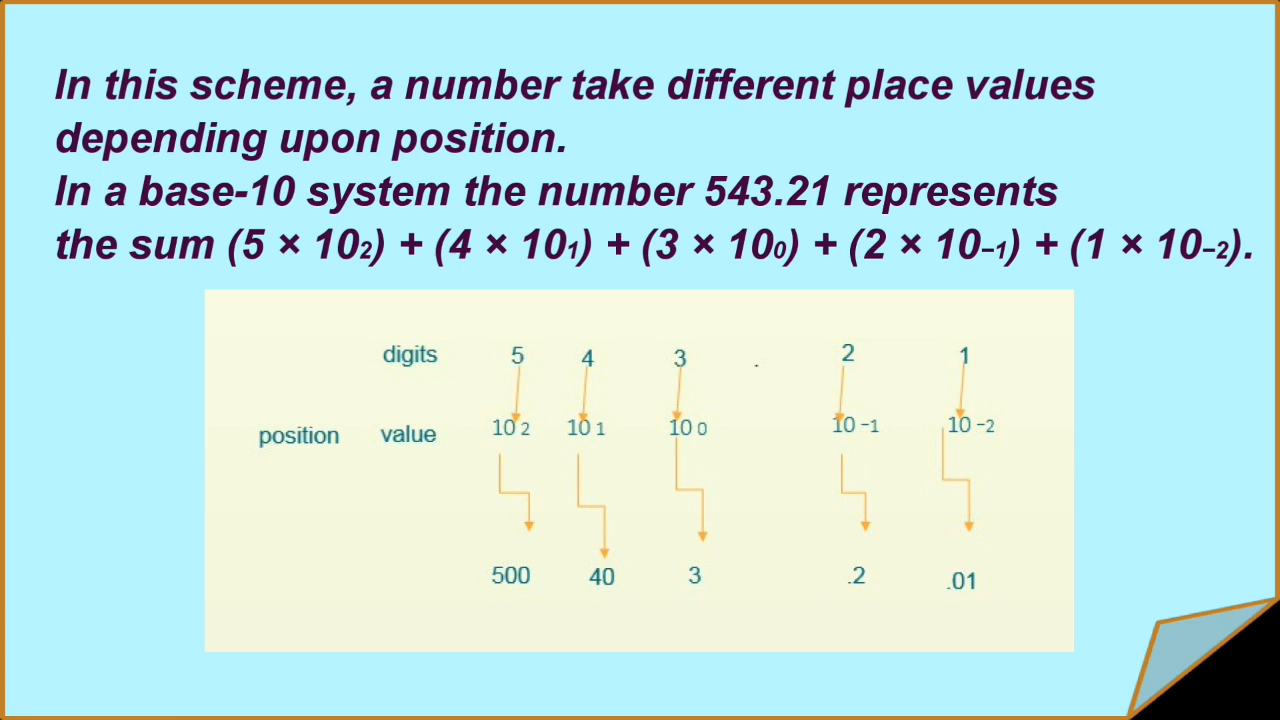 In this scheme, a number take different place values
depending upon position.
In a base-10 system the number 543.21 represents
the sum (5 × 10₂) + (4 × 10₁) + (3 × 10₀) + (2 × 10₋₁) + (1 × 10₋₂).
digits 5 4 3 . 2 1
position value 10 2 10 1 10 0 10 −1 10 −2
500 40 3 .2 .01